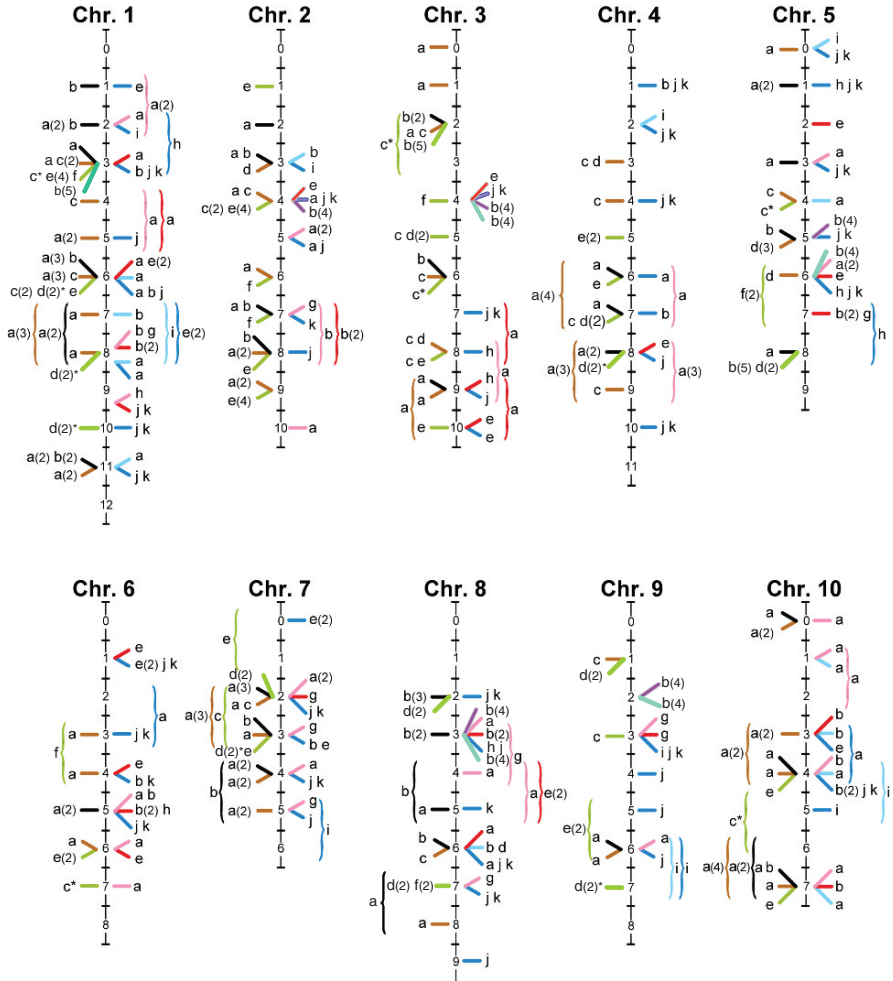 Chr. 1
b 1 e
a(2)
a(2) b 2 a
i
h
a
a c(2) 3 a
c* e(4) f b j k
b(5)
c 4
a a
a(2) 5 j
a(3) b a e(2)
a(3) c 6 a
c(2) d(2)* e a b j
a 7 b
a(3) a(2) b g i e(2)
b(2)
a 8 a
d(2)* a
9 h
j k
d(2)* 10 j k
a(2) b(2) 11 a
a(2) j k
12
0
Chr. 2
0
e 1
a 2
a b 3 b
d i
a c e
c(2) e(4) 4 a j k
b(4)
5 a(2)
a j
a 6
f
a b 7 g
f k
b b(2)
b
a(2) 8 j
e
a(2) 9
e(4)
10 a
Chr. 3
a 0
a 1
b(2) 2
a c
b(5)
c*
3
f 4 e
j k
b(4)
b(4)
c d(2) 5
b
c 6
c*
7 j k
a
c d 8 h
c e
a
a 9 h
a j
a a
e 10 e
e
Chr. 4
0
1 b j k
2 i
j k
c d 3
c 4 j k
e(2) 5
a 6 a
e
a(4) a
a 7 b
c d(2)
a(2) 8 e
d(2)* j
a(3) a(3)
c 9
10 j k
11
Chr. 5
a 0 i
j k
a(2) 1 h j k
2 e
a 3 a
j k
c 4 a
c*
b 5 b(4)
d(3) j k
b(4)
a(2)
d 6 e
h j k
f(2)
7 b(2) g
h
a 8
b(5) d(2)
9
Chr. 6
0
1 e
e(2) j k
2
a
a 3 j k
f
a 4 e
b k
a b
a(2) 5 b(2) h
j k
a 6 a
e(2) e
c* 7 a
8
Chr. 7
0 e(2)
e
1
d(2)
a(3) 2 a(2)
a c g
j k
a(3) c
b
a 3 g
d(2)*e b e
a(2) 4 a
a(2) j k
b
a(2) 5 g
j
i
6
Chr. 8
0
1
b(3) 2 j k
d(2)
b(4)
a
b(2) 3 b(2)
h j
b(4)
g
4 a
b a e(2)
a 5 k
b 6 a
c b d
a j k
d(2) f(2) 7 g
j k
a
a 8
9 j
Chr. 9
0
c 1
d(2)
2 b(4)
b(4)
c 3 g
g
i j k
4 j
5 j
e(2)
a 6 a
a j
i i
d(2)* 7
8
Chr. 10
a 0 a
a(2)
1 a
a
a
2
b
a(2) 3 b
e
a(2) a
a a
a 4 a
e b(2) j k
i
5 i
c*
6
a(4) a(2)
a b 7 a
a b
e a